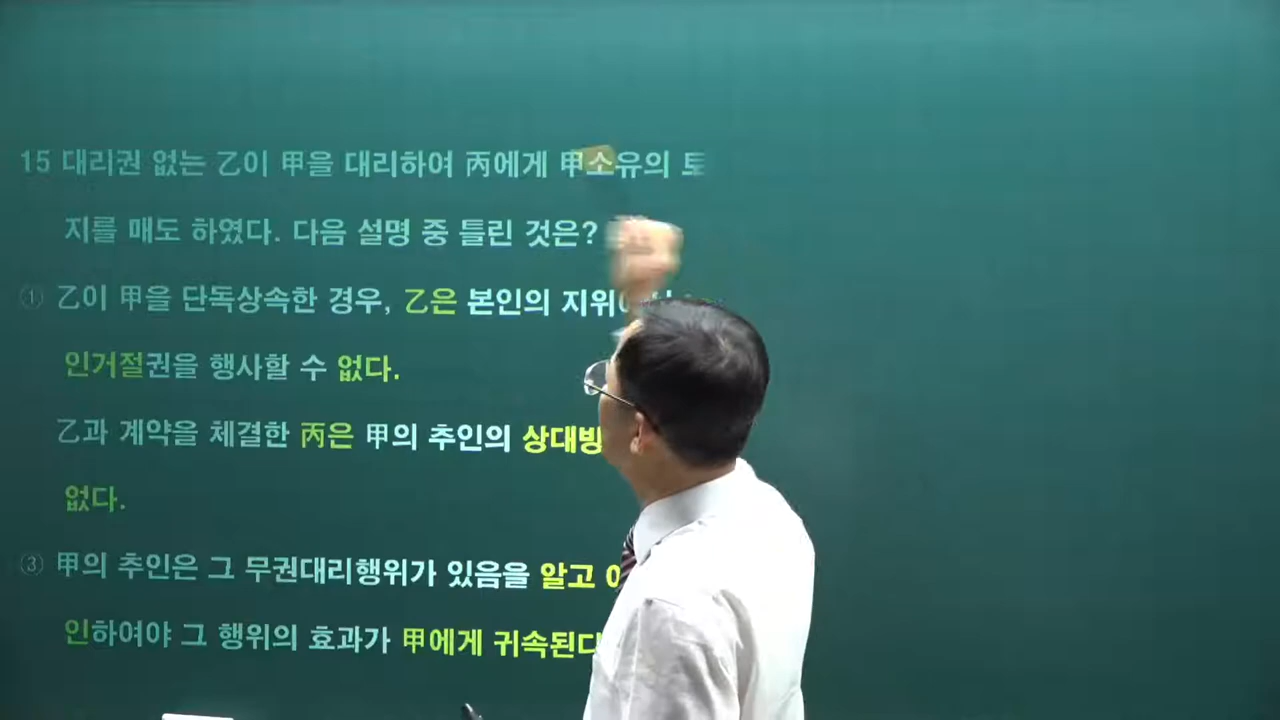 15 대리권 없는 乙이 甲을 대리하여 丙에게 甲소유의 토
지를 매도 하였다. 다음 설명 중 틀린 것은?
① 乙이 甲을 단독상속한 경우, 乙은 본인의
인거절권을 행사할 수 없다.
乙과 계약을 체결한 丙은 甲의 추인의 상대방
없다.
③ 甲의 추인은 그 무권대리행위가 있음을 알고
인하여야 그 행위의 효과가 甲에게 귀속된다